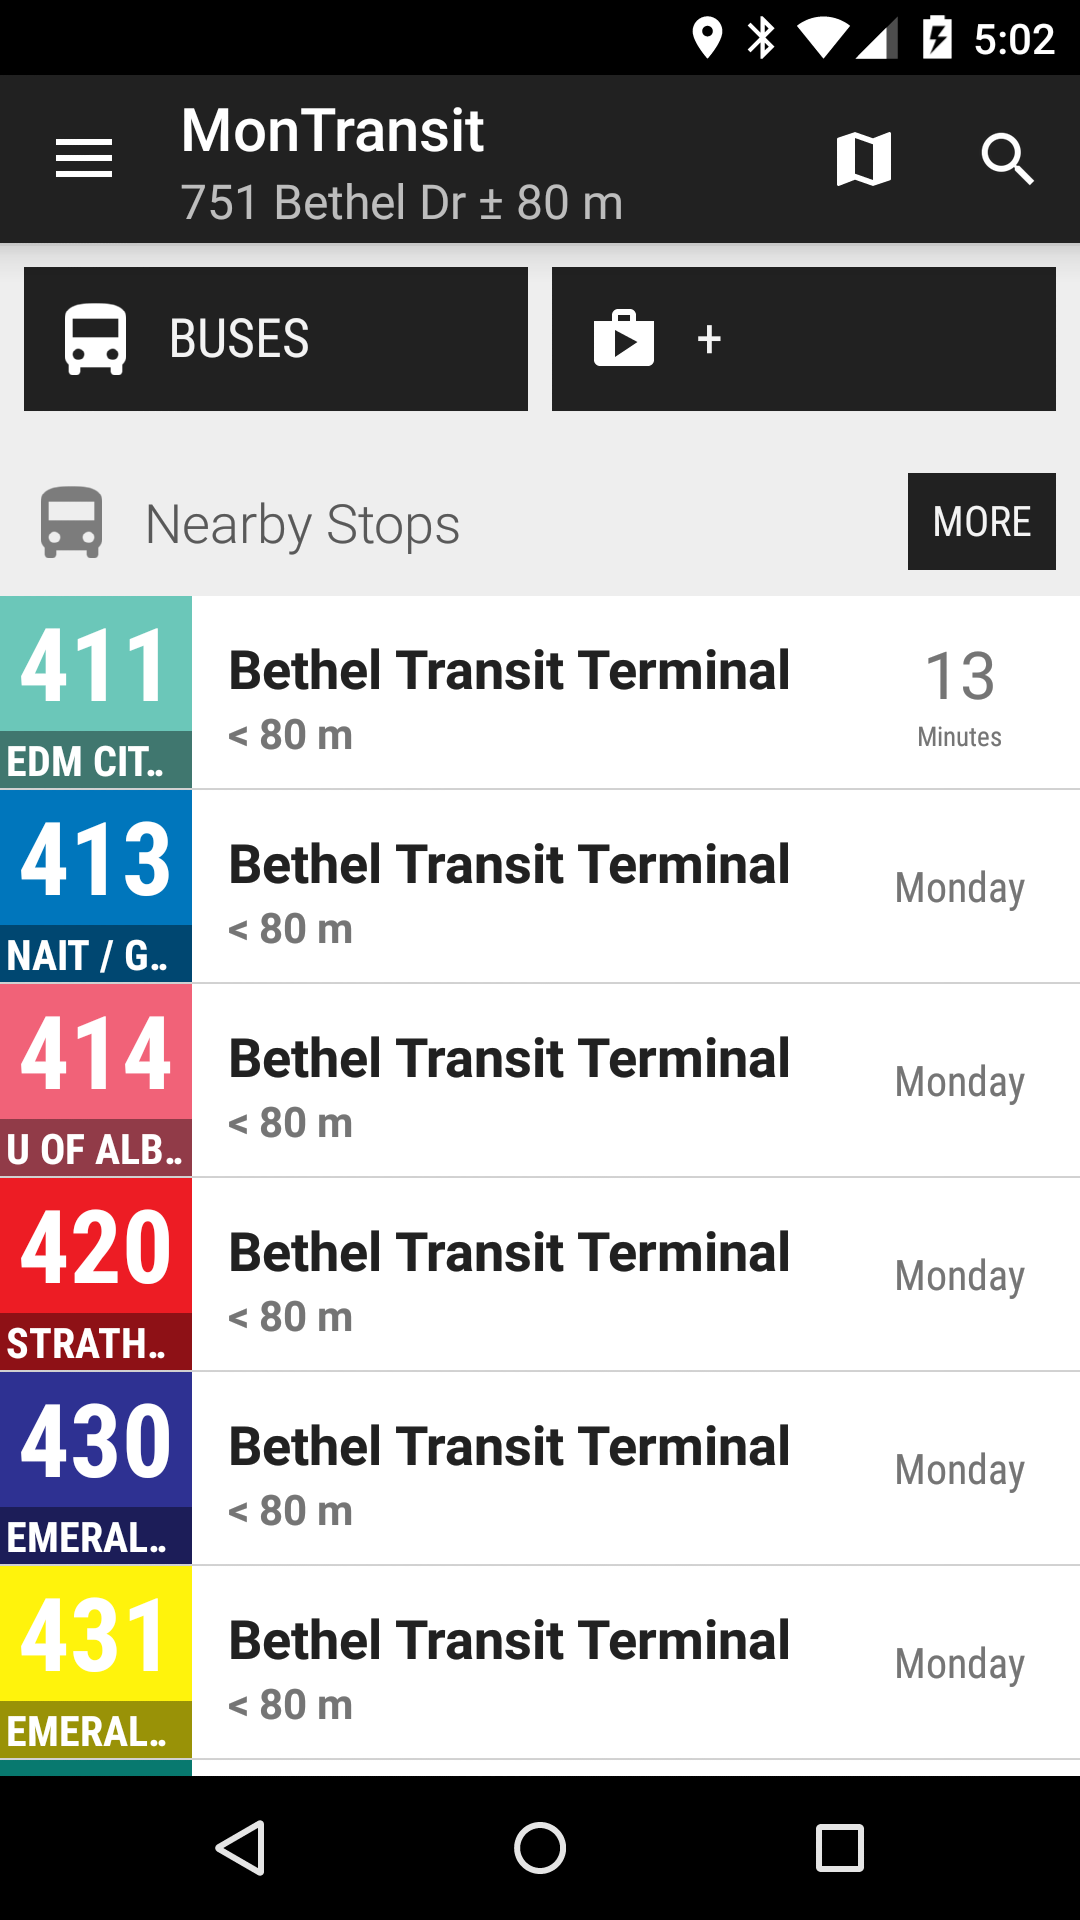 5:02
MonTransit
751 Bethel Dr ± 80 m
BUSES
+
Nearby Stops
MORE
411
EDM CIT..
Bethel Transit Terminal
< 80 m
13
Minutes
413
NAIT / G..
Bethel Transit Terminal
< 80 m
Monday
414
U OF ALB..
Bethel Transit Terminal
< 80 m
Monday
420
STRATH..
Bethel Transit Terminal
< 80 m
Monday
430
EMERAL..
Bethel Transit Terminal
< 80 m
Monday
431
EMERAL..
Bethel Transit Terminal
< 80 m
Monday